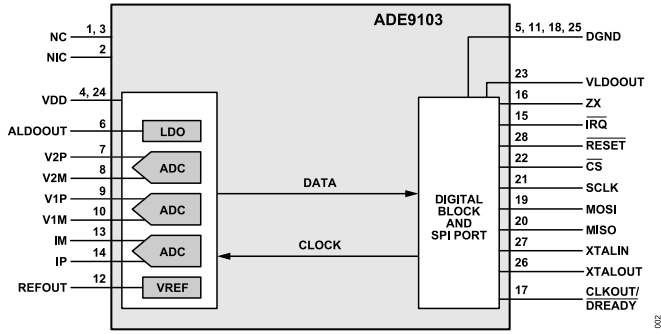 ADE9103
1, 3
NC
2
NIC
4, 24
VDD
6
ALDOOUT
7
V2P
8
V2M
9
V1P
10
V1M
13
IM
14
IP
12
REFOUT
LDO
ADC
ADC
ADC
VREF
DATA
CLOCK
DIGITAL
BLOCK
AND
SPI PORT
5, 11, 18, 25
DGND
23
VLDOOUT
16
ZX
15
IRQ
28
RESET
22
CS
21
SCLK
19
MOSI
20
MISO
27
XTALIN
26
XTALOUT
17
CLKOUT/
DREADY
002